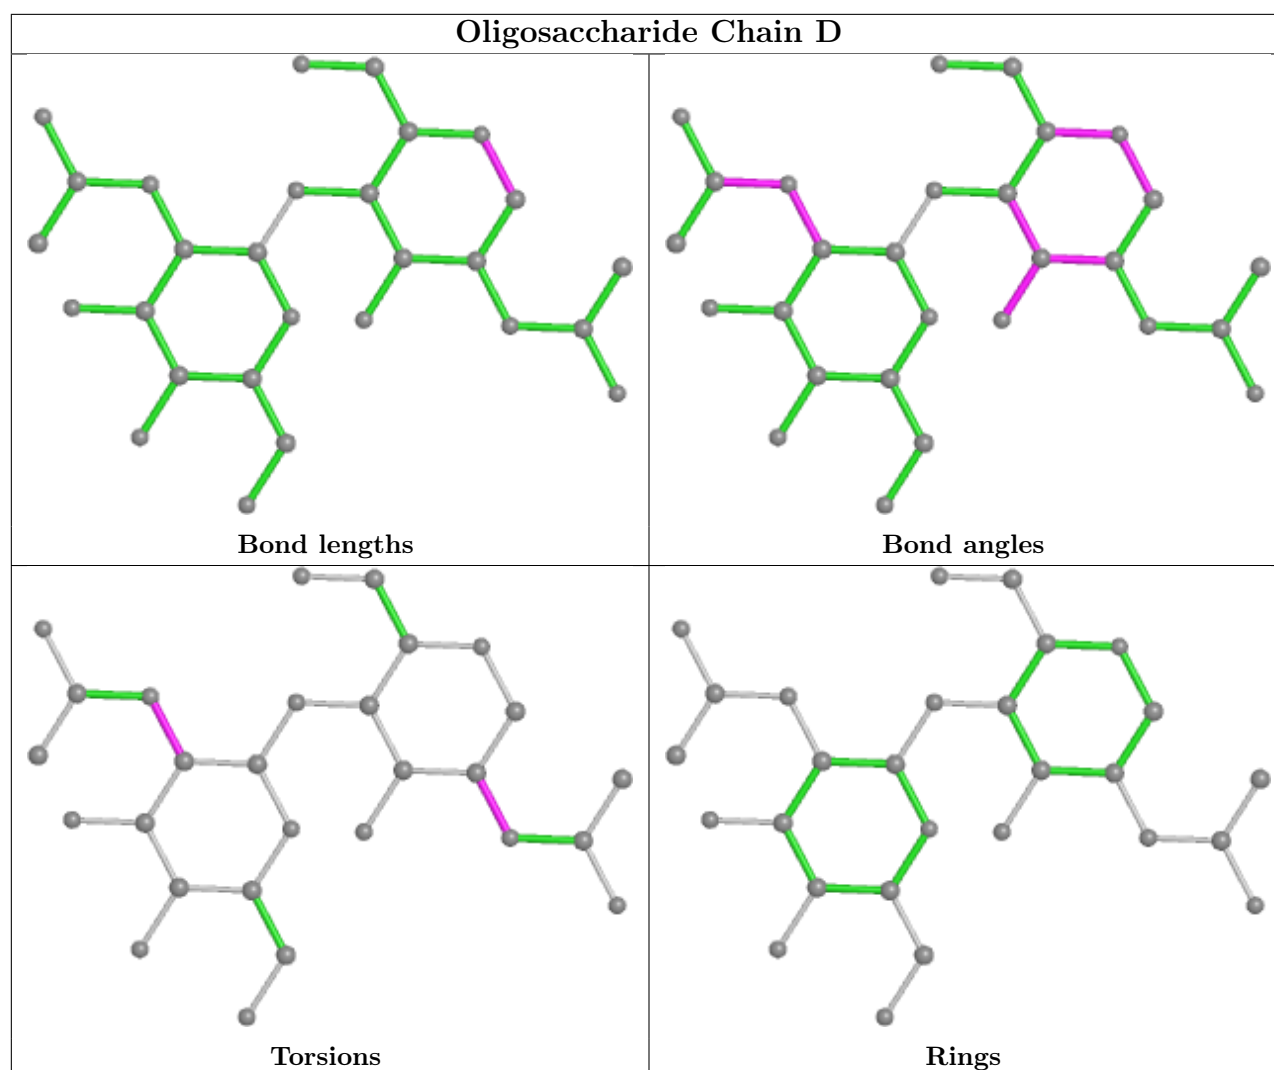 Oligosaccharide Chain D
Bond lengths
Bond angles
Torsions
Rings